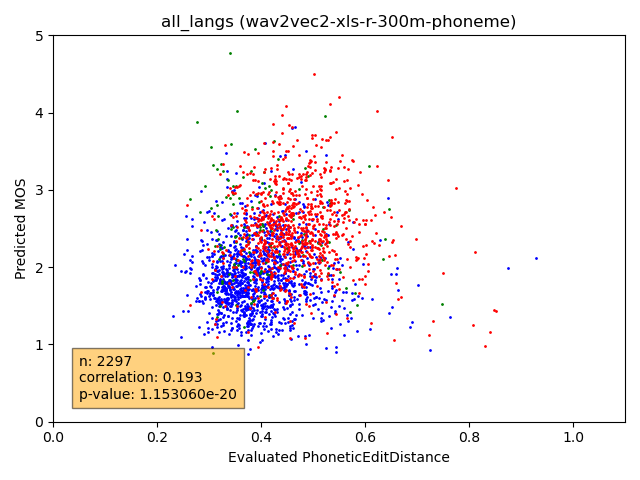 all_langs (wav2vec2-xls-r-300m-phoneme)
Predicted MOS
5
4
3
2
1
0
n: 2297
correlation: 0.193
p-value: 1.153060e-20
0.0 0.2 0.4 0.6 0.8 1.0
Evaluated PhoneticEditDistance